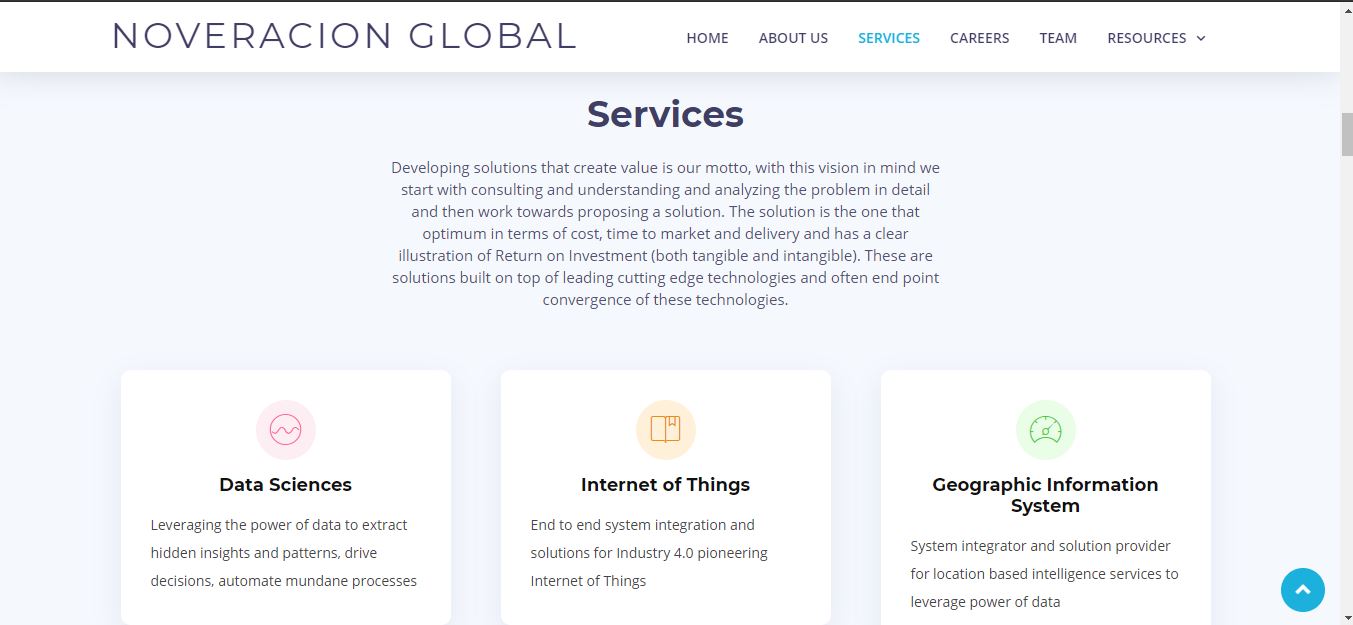 NOVERACION GLOBAL
HOME ABOUT US SERVICES CAREERS TEAM RESOURCES
Services
Developing solutions that create value is our motto, with this vision in mind we
start with consulting and understanding and analyzing the problem in detail
and then work towards proposing a solution. The solution is the one that
optimum in terms of cost, time to market and delivery and has a clear
illustration of Return on Investment (both tangible and intangible). These are
solutions built on top of leading cutting edge technologies and often end point
convergence of these technologies.
Data Sciences
Leveraging the power of data to extract
hidden insights and patterns, drive
decisions, automate mundane processes
Internet of Things
End to end system integration and
solutions for Industry 4.0 pioneering
Internet of Things
Geographic Information
System
System integrator and solution provider
for location based intelligence services to
leverage power of data